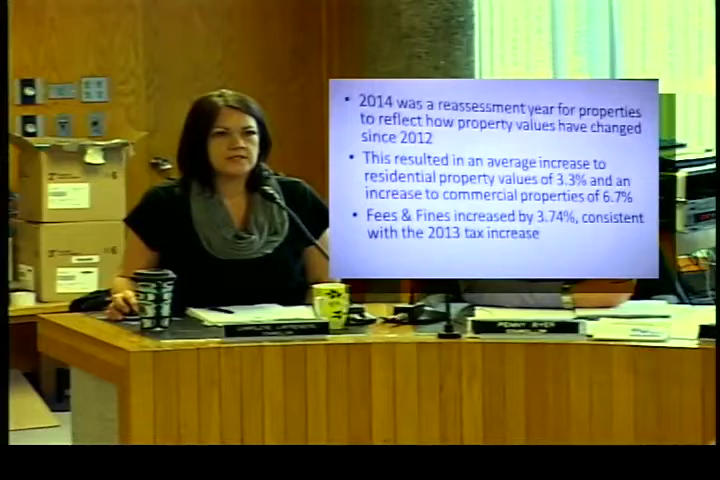 • 2014 was a reassessment year for properties
to reflect how property values have changed
since 2012
• This resulted in an average increase to
residential property values of 3.3% and an
increase to commercial properties of 6.7%
• Fees & Fines increased by 3.74%, consistent
with the 2013 tax increase
PENNY